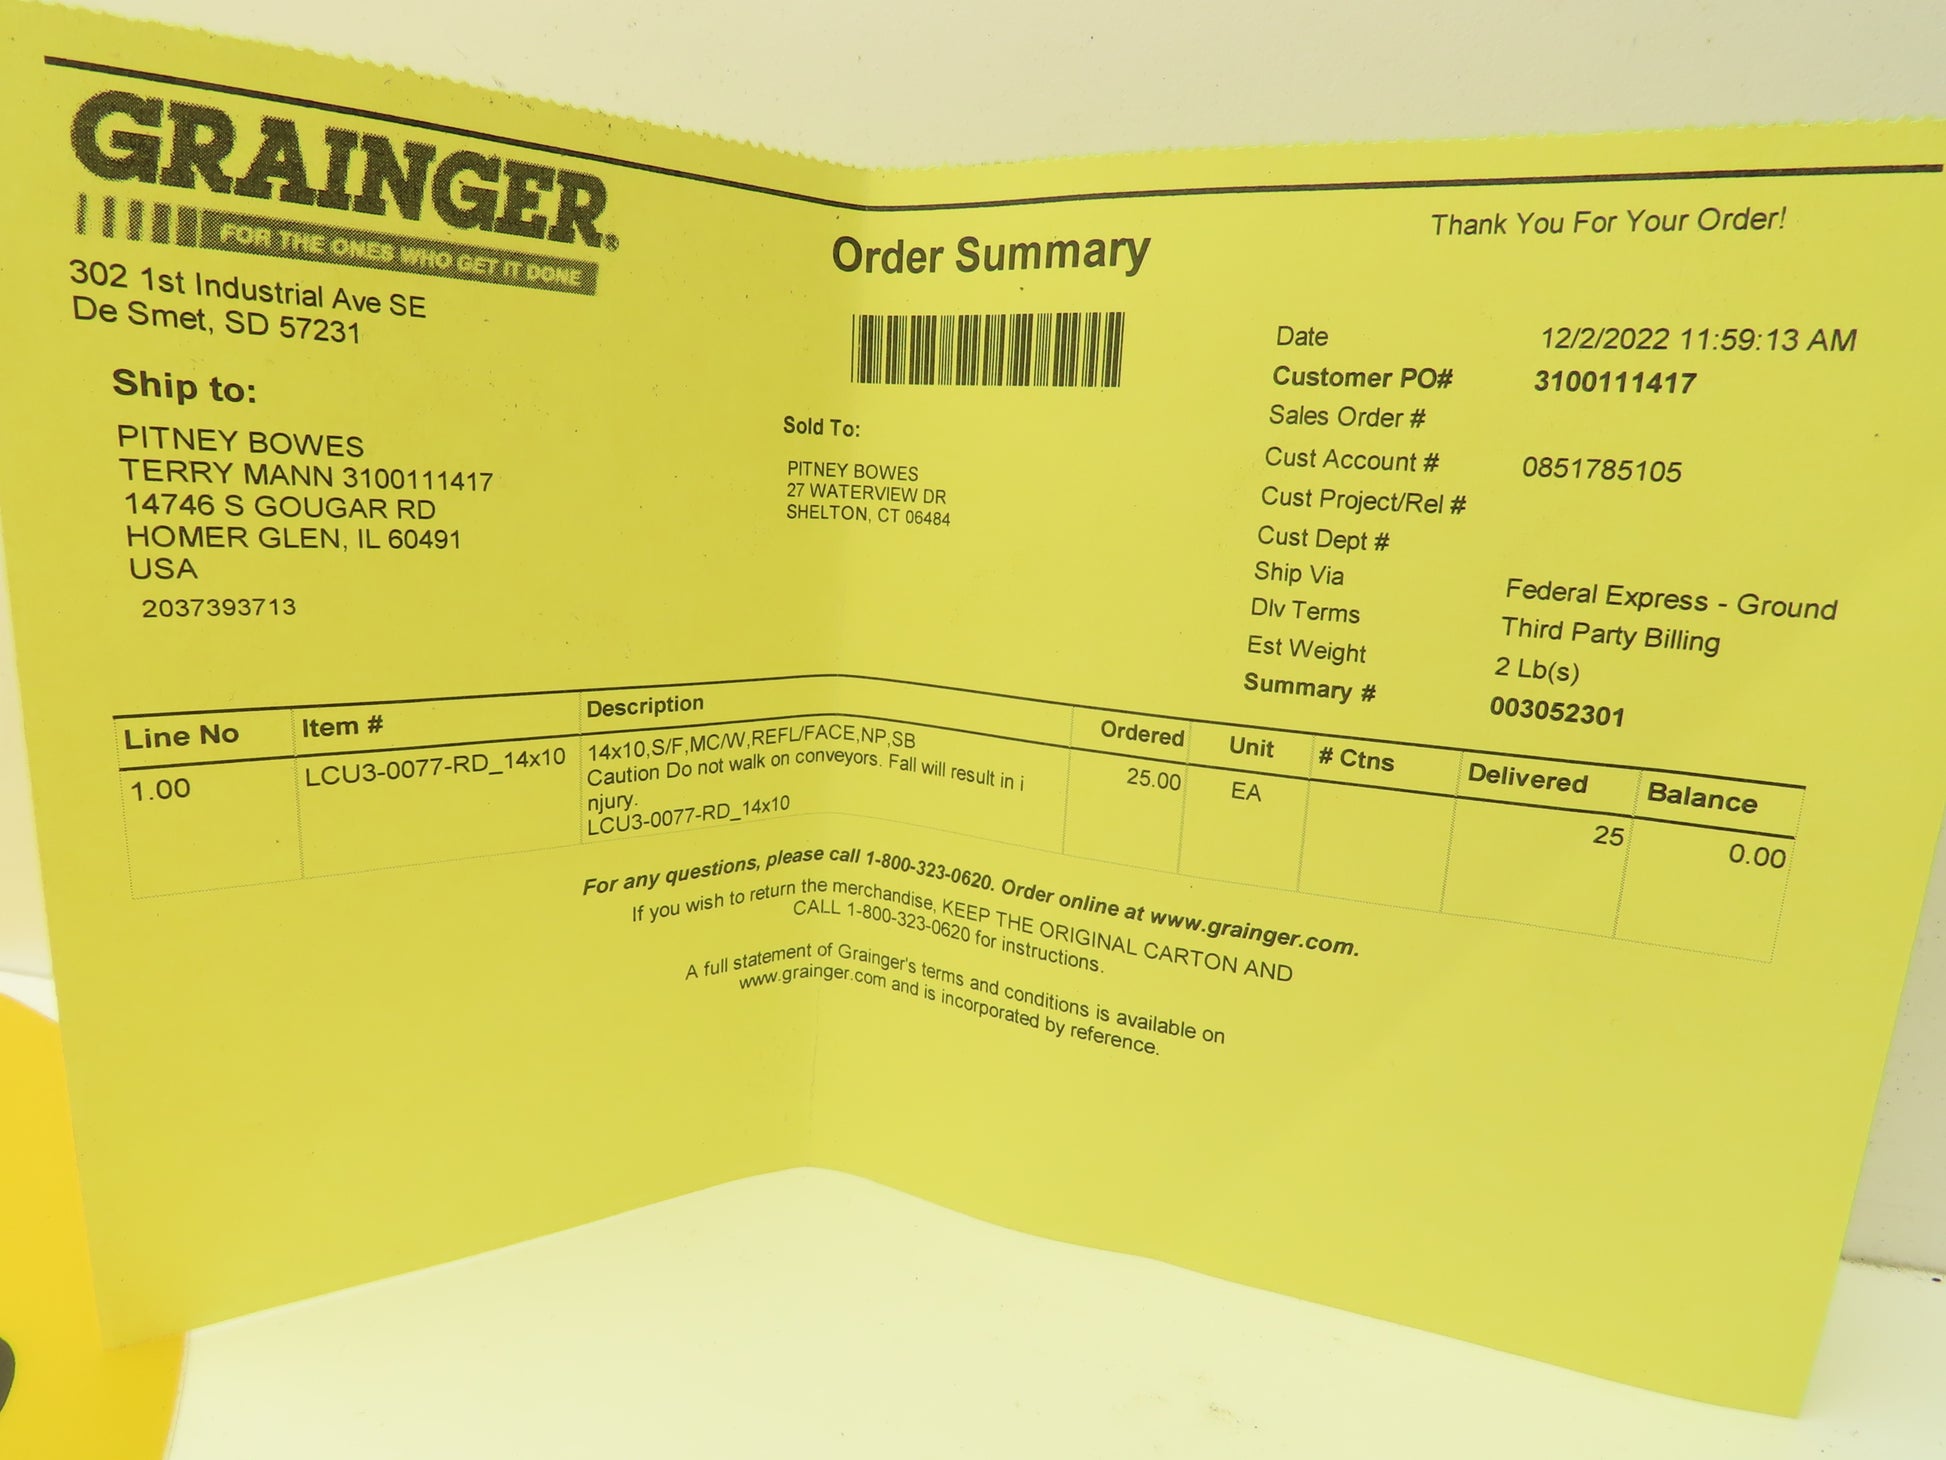 GRAINGER®
FOR THE ONES WHO GET IT DONE
302 1st Industrial Ave SE
De Smet, SD 57231
Ship to:
PITNEY BOWES
TERRY MANN 3100111417
14746 S GOUGAR RD
HOMER GLEN, IL 60491
USA
2037393713
Order Summary
Sold To:
PITNEY BOWES
27 WATERVIEW DR
SHELTON, CT 06484
Thank You For Your Order!
Date 12/2/2022 11:59:13 AM
Customer PO# 3100111417
Sales Order #
Cust Account # 0851785105
Cust Project/Rel #
Cust Dept #
Ship Via Federal Express - Ground
Dlv Terms Third Party Billing
Est Weight 2 Lb(s)
Summary # 003052301
Line No Item # Description Ordered Unit # Ctns Delivered Balance
1.00 LCU3-0077-RD_14x10 14x10,S/F,MC/W,REFL/FACE,NP,SB 25.00 EA 25 0.00
Caution Do not walk on conveyors. Fall will result in i
njury.
LCU3-0077-RD_14x10
For any questions, please call 1-800-323-0620. Order online at www.grainger.com.
If you wish to return the merchandise, KEEP THE ORIGINAL CARTON AND
CALL 1-800-323-0620 for instructions.
A full statement of Grainger's terms and conditions is available on
www.grainger.com and is incorporated by reference.